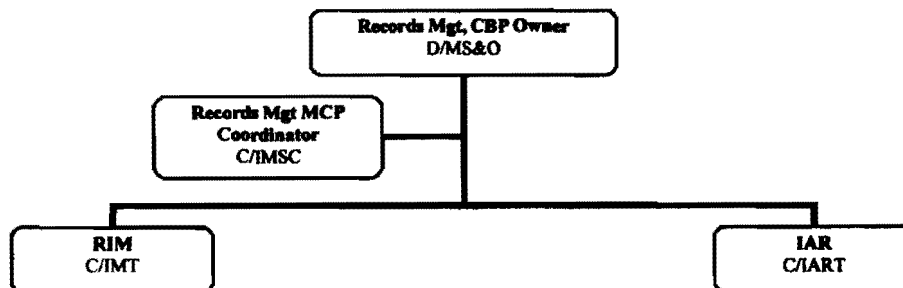 Records Mgt, CBP Owner
D/MS&O
Records Mgt MCP
Coordinator
C/IMSC
RIM
C/IMT
IAR
C/IART